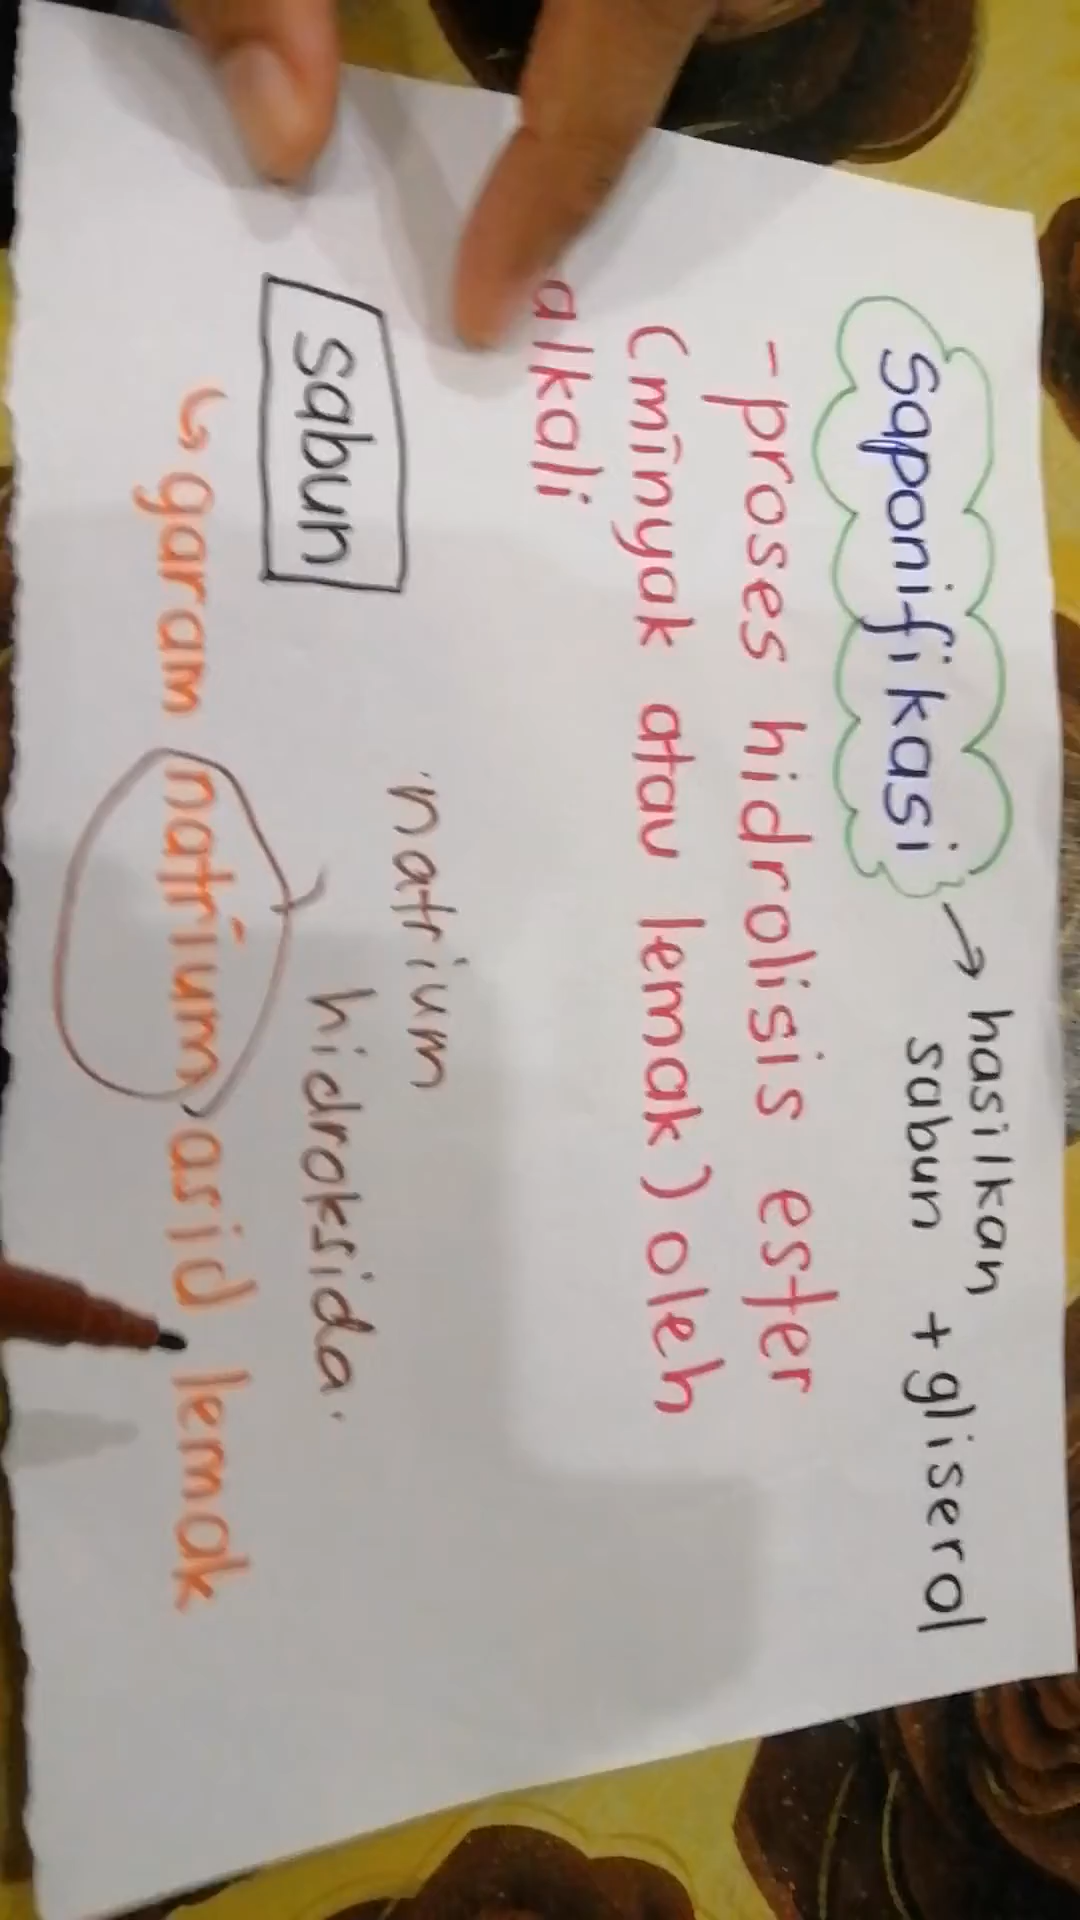 Saponifikasi → hasilkan
sabun + gliserol
- proses hidrolisis ester
(minyak atau lemak) oleh
alkali
natrium
sabun
hidroksida.
↳ garam natrium asid lemak